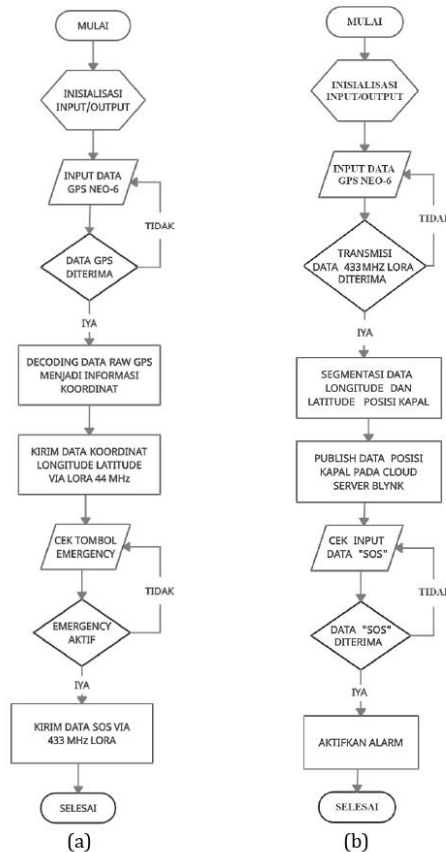 MULAI
INISIALISASI
INPUT/OUTPUT
INPUT DATA
GPS NEO-6
TIDAK
DATA GPS
DITERIMA
IYA
DECODING DATA RAW GPS
MENJADI INFORMASI
KOORDINAT
KIRIM DATA KOORDINAT
LONGITUDE LATITUDE
VIA LORA 44 MHz
CEK TOMBOL
EMERGENCY
TIDAK
EMERGENCY
AKTIF
IYA
KIRIM DATA SOS VIA
433 MHz LORA
SELESAI
(a)
MULAI
INISIALISASI
INPUT/OUTPUT
INPUT DATA
GPS NEO-6
TIDAK
TRANSMISI
DATA 433MHZ LORA
DITERIMA
IYA
SEGMENTASI DATA
LONGITUDE DAN
LATITUDE POSISI KAPAL
PUBLISH DATA POSISI
KAPAL PADA CLOUD
SERVER BLYNK
CEK INPUT
DATA "SOS"
TIDAK
DATA "SOS"
DITERIMA
IYA
AKTIFKAN ALARM
SELESAI
(b)